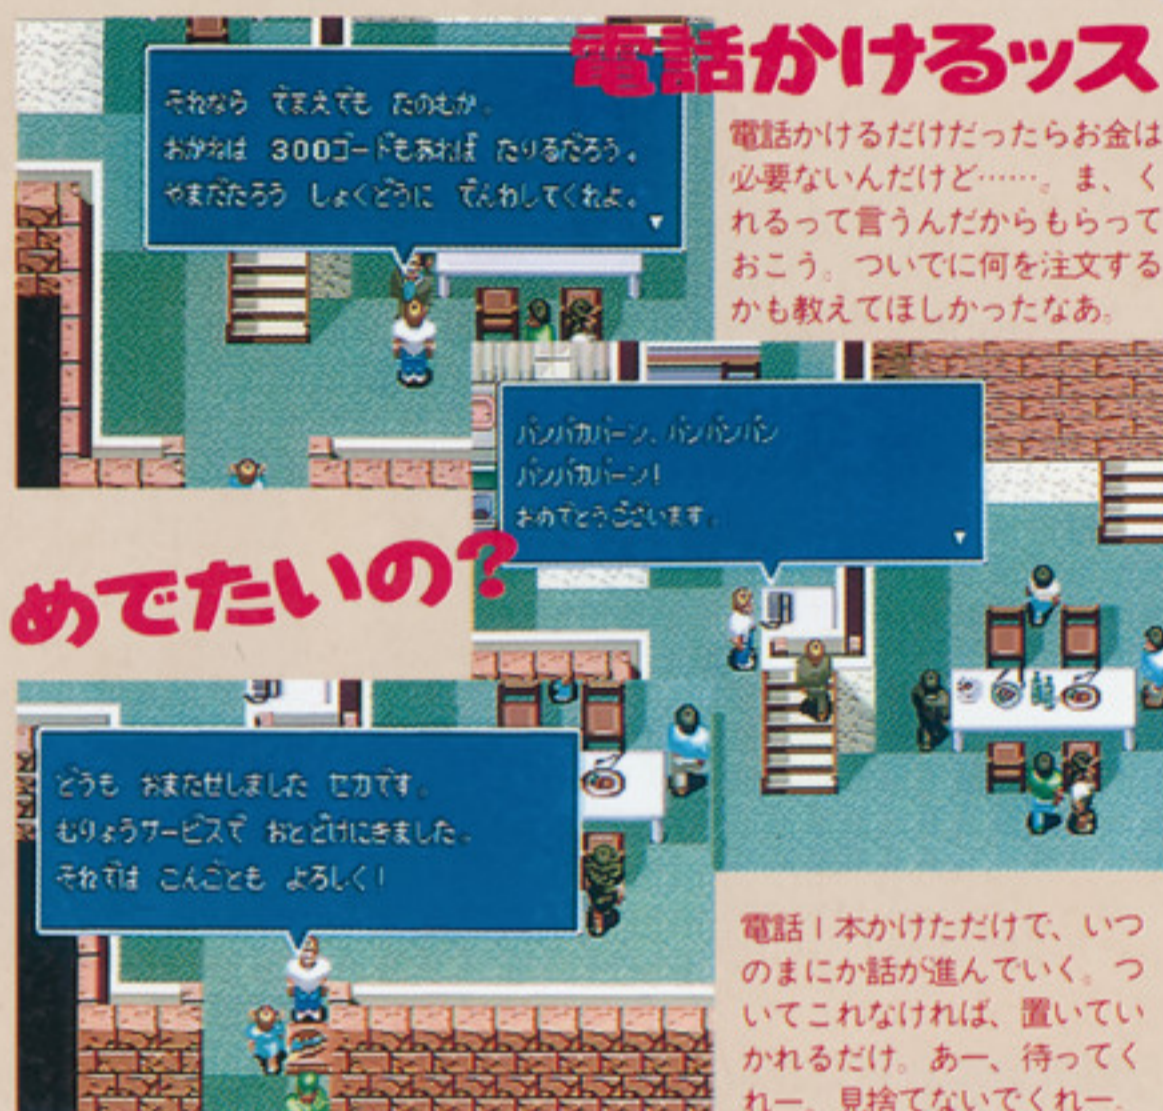 電話かけるッス
それなら でまえでも たのむか。
おかねは 300ゴードもあれば たりるだろう。
やまだたろう しょくどうに でんわしてくれよ。
電話かけるだけだったらお金は
必要ないんだけど……。ま、く
れるって言うんだからもらって
おこう。ついでに何を注文する
かも教えてほしかったなあ。
パンパカパーン、パンパンパン
パンパカパーン!
おめでとうございます。
めでたいの?
どうも おまたせしました セカです。
むりょうサービスで おとどけにきました。
それでは こんごとも よろしく!
電話1本かけただけで、いつ
のまにか話が進んでいく。つ
いてこれなければ、置いてい
かれるだけ。あー、待ってく
れー、見捨てないでくれー。